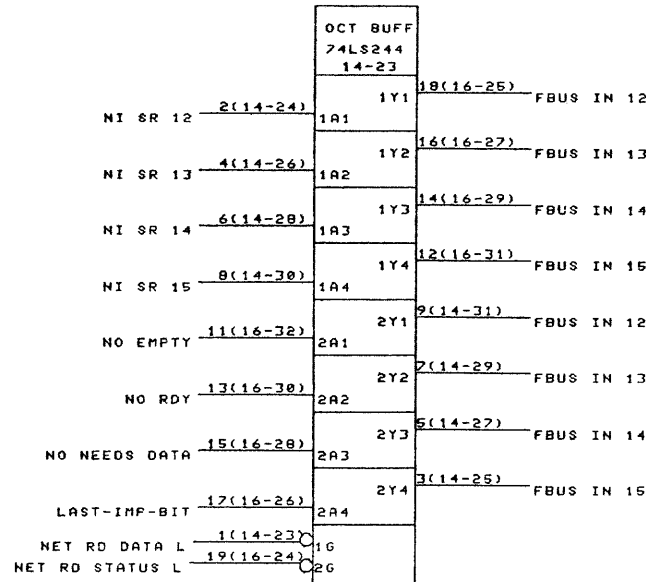 OCT BUFF
74LS244
14-23
1Y1 18(16-25) FBUS IN 12
NI SR 12 2(14-24) 1A1
1Y2 16(16-27) FBUS IN 13
NI SR 13 4(14-26) 1A2
1Y3 14(16-29) FBUS IN 14
NI SR 14 6(14-28) 1A3
1Y4 12(16-31) FBUS IN 15
NI SR 15 8(14-30) 1A4
2Y1 9(14-31) FBUS IN 12
NO EMPTY 11(16-32) 2A1
2Y2 7(14-29) FBUS IN 13
NO RDY 13(16-30) 2A2
2Y3 5(14-27) FBUS IN 14
NO NEEDS DATA 15(16-28) 2A3
2Y4 3(14-25) FBUS IN 15
LAST-IMP-BIT 17(16-26) 2A4
NET RD DATA L 1(14-23) 1G
NET RD STATUS L 19(16-24) 2G